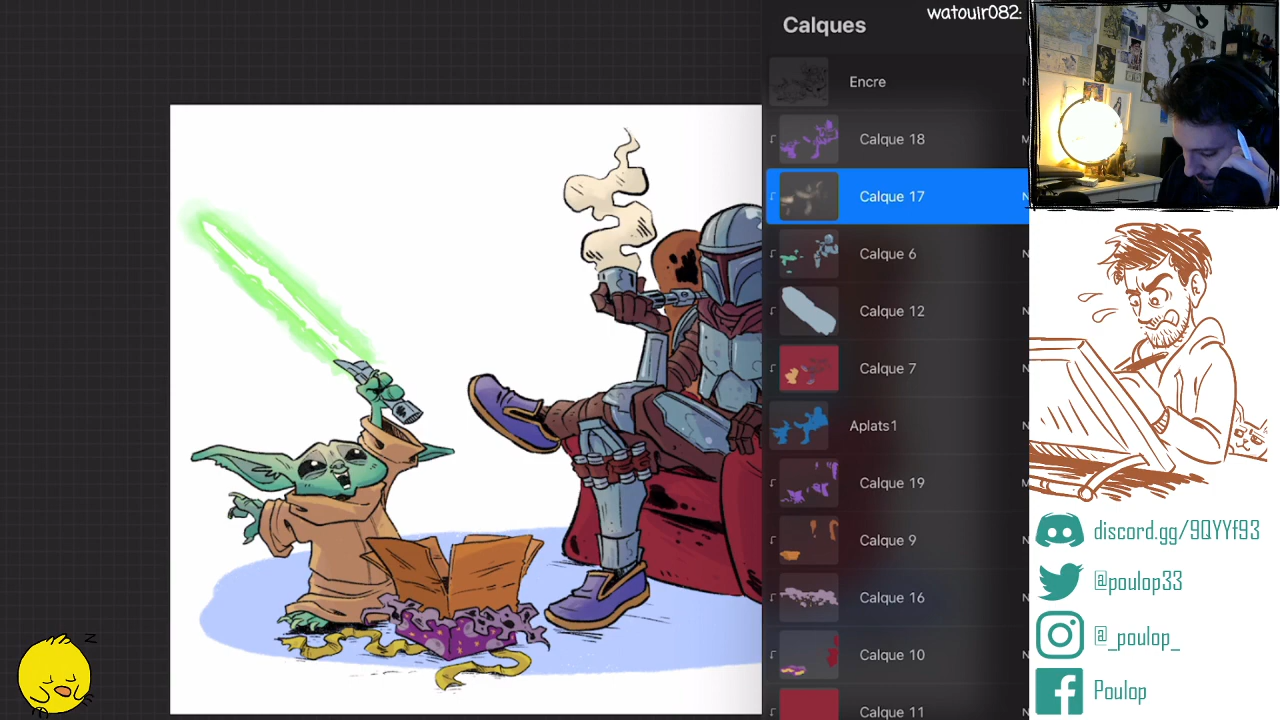 watouir082:
Calques
Encre
Calque 18
Calque 17
Calque 6
Calque 12
Calque 7
Aplats1
Calque 19
Calque 9
Calque 16
Calque 10
Calque 11
discord.gg/9QYYf93
@poulop33
@_poulop_
Poulop
z